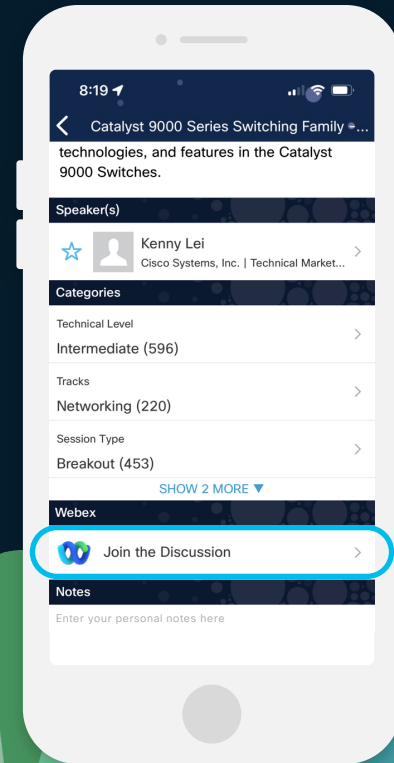 8:19
Catalyst 9000 Series Switching Family -...
technologies, and features in the Catalyst
9000 Switches.
Speaker(s)
Kenny Lei
Cisco Systems, Inc. | Technical Market...
Categories
Technical Level
Intermediate (596)
Tracks
Networking (220)
Session Type
Breakout (453)
SHOW 2 MORE ▼
Webex
Join the Discussion
Notes
Enter your personal notes here